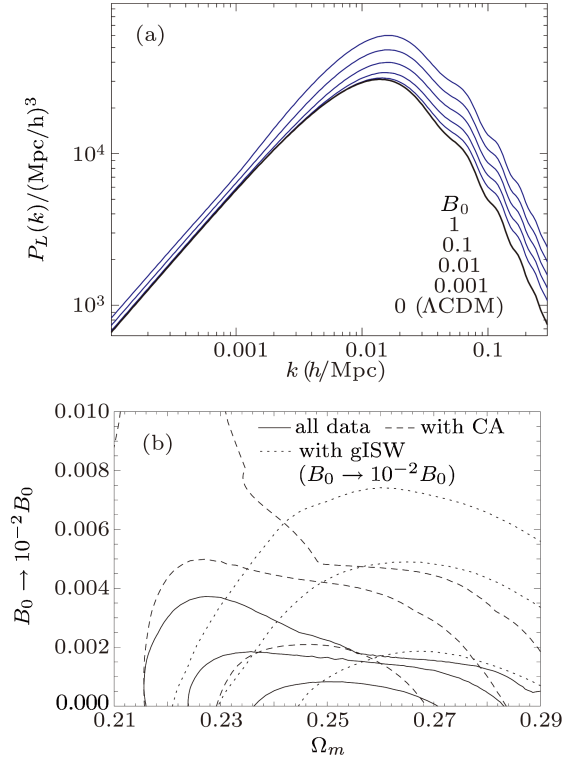 (a)
P_L(k)/(Mpc/h)^3
10^4
10^3
B_0
1
0.1
0.01
0.001
0 (ΛCDM)
0.001 0.01 0.1
k (h/Mpc)
(b)
all data with CA
with gISW
(B_0 → 10^{-2}B_0)
B_0 → 10^{-2}B_0
0.010
0.008
0.006
0.004
0.002
0.000
0.21 0.23 0.25 0.27 0.29
Ω_m